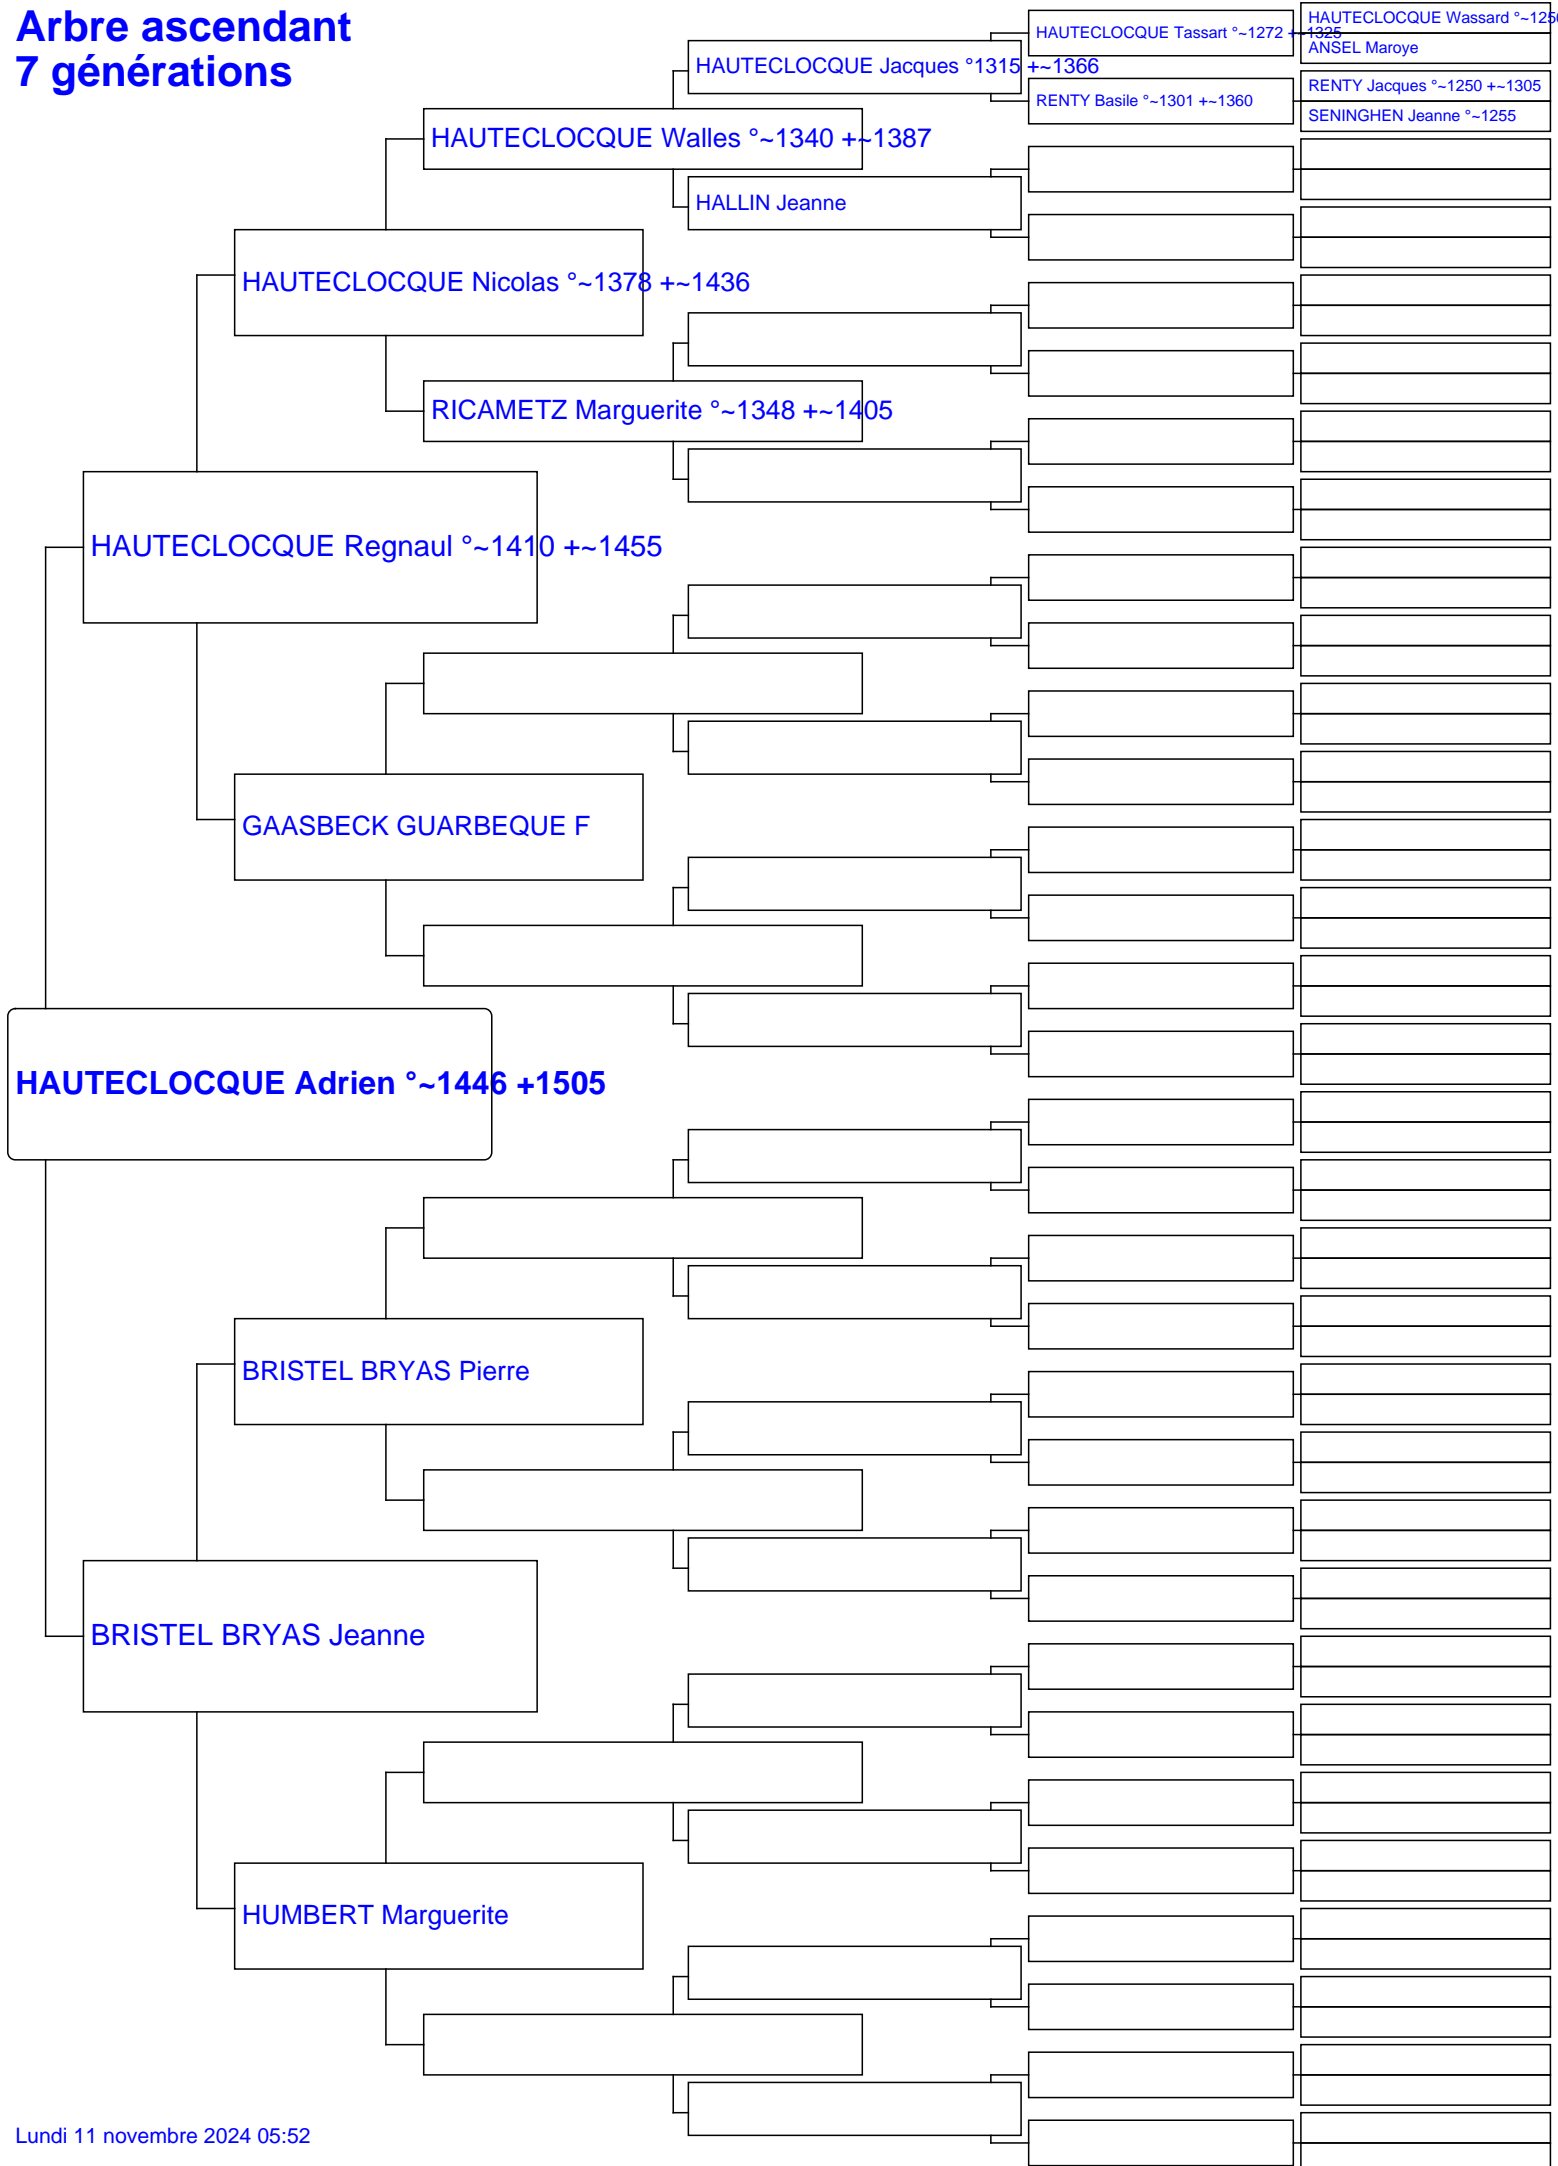 Arbre ascendant
7 générations
HAUTECLOCQUE Tassart °~1272 +~1325
HAUTECLOCQUE Wassard °~1250
ANSEL Maroye
HAUTECLOCQUE Jacques °1315 +~1366
RENTY Basile °~1301 +~1360
RENTY Jacques °~1250 +~1305
SENINGHEN Jeanne °~1255
HAUTECLOCQUE Walles °~1340 +~1387
HALLIN Jeanne
HAUTECLOCQUE Nicolas °~1378 +~1436
RICAMETZ Marguerite °~1348 +~1405
HAUTECLOCQUE Regnaul °~1410 +~1455
GAASBECK GUARBEQUE F
HAUTECLOCQUE Adrien °~1446 +1505
BRISTEL BRYAS Pierre
BRISTEL BRYAS Jeanne
HUMBERT Marguerite
Lundi 11 novembre 2024 05:52